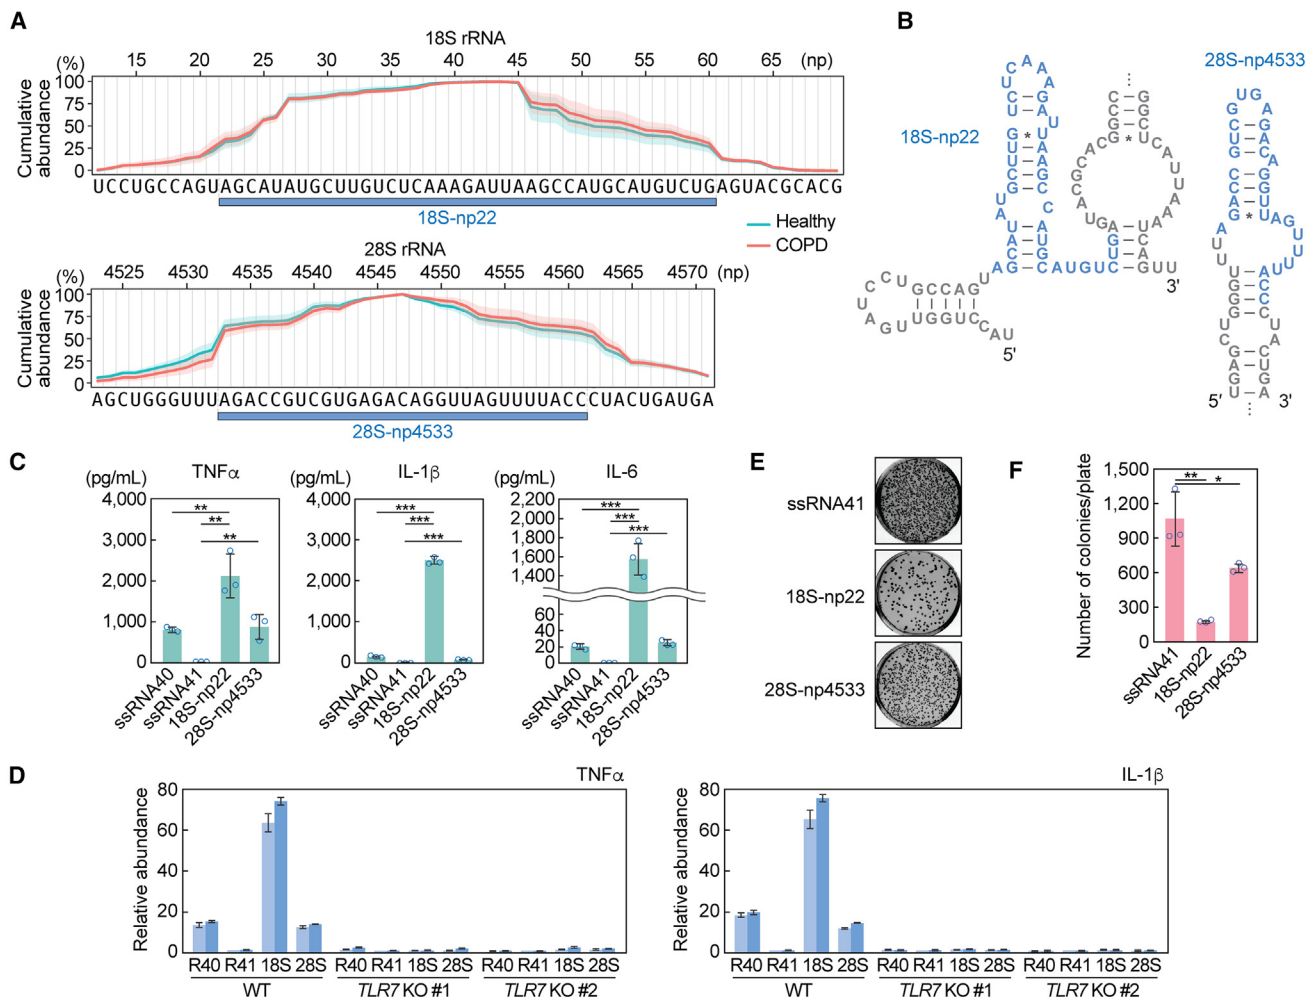 A
18S rRNA
(%) 15 20 25 30 35 40 45 50 55 60 65 (np)
Cumulative abundance
100
75
50
25
0
UCCUGCCAGUAGCAUAUGCUUGUCUCAAAGAUUAAGCCAUGCAUGUCUGAGUACGCACG
18S-np22
Healthy
COPD
28S rRNA
(%) 4525 4530 4535 4540 4545 4550 4555 4560 4565 4570 (np)
Cumulative abundance
100
75
50
25
0
AGCUGGGUUUAGACCGUCGUGAGACAGGUUAGUUUUACCCUACUGAUGA
28S-np4533
B
18S-np22
28S-np4533
5'
3'
5'
3'
C
(pg/mL) TNFα
4,000
3,000
2,000
1,000
0
**
**
**
ssRNA40
ssRNA41
18S-np22
28S-np4533
(pg/mL) IL-1β
4,000
3,000
2,000
1,000
0
***
***
***
ssRNA40
ssRNA41
18S-np22
28S-np4533
(pg/mL) IL-6
2,200
2,000
1,800
1,600
1,400
60
40
20
0
***
***
***
ssRNA40
ssRNA41
18S-np22
28S-np4533
E
ssRNA41
18S-np22
28S-np4533
F
Number of colonies/plate
1,500
1,200
900
600
300
0
**
*
ssRNA41
18S-np22
28S-np4533
D
TNFα
Relative abundance
80
60
40
20
0
R40 R41 18S 28S R40 R41 18S 28S R40 R41 18S 28S
WT TLR7 KO #1 TLR7 KO #2
IL-1β
Relative abundance
80
60
40
20
0
R40 R41 18S 28S R40 R41 18S 28S R40 R41 18S 28S
WT TLR7 KO #1 TLR7 KO #2